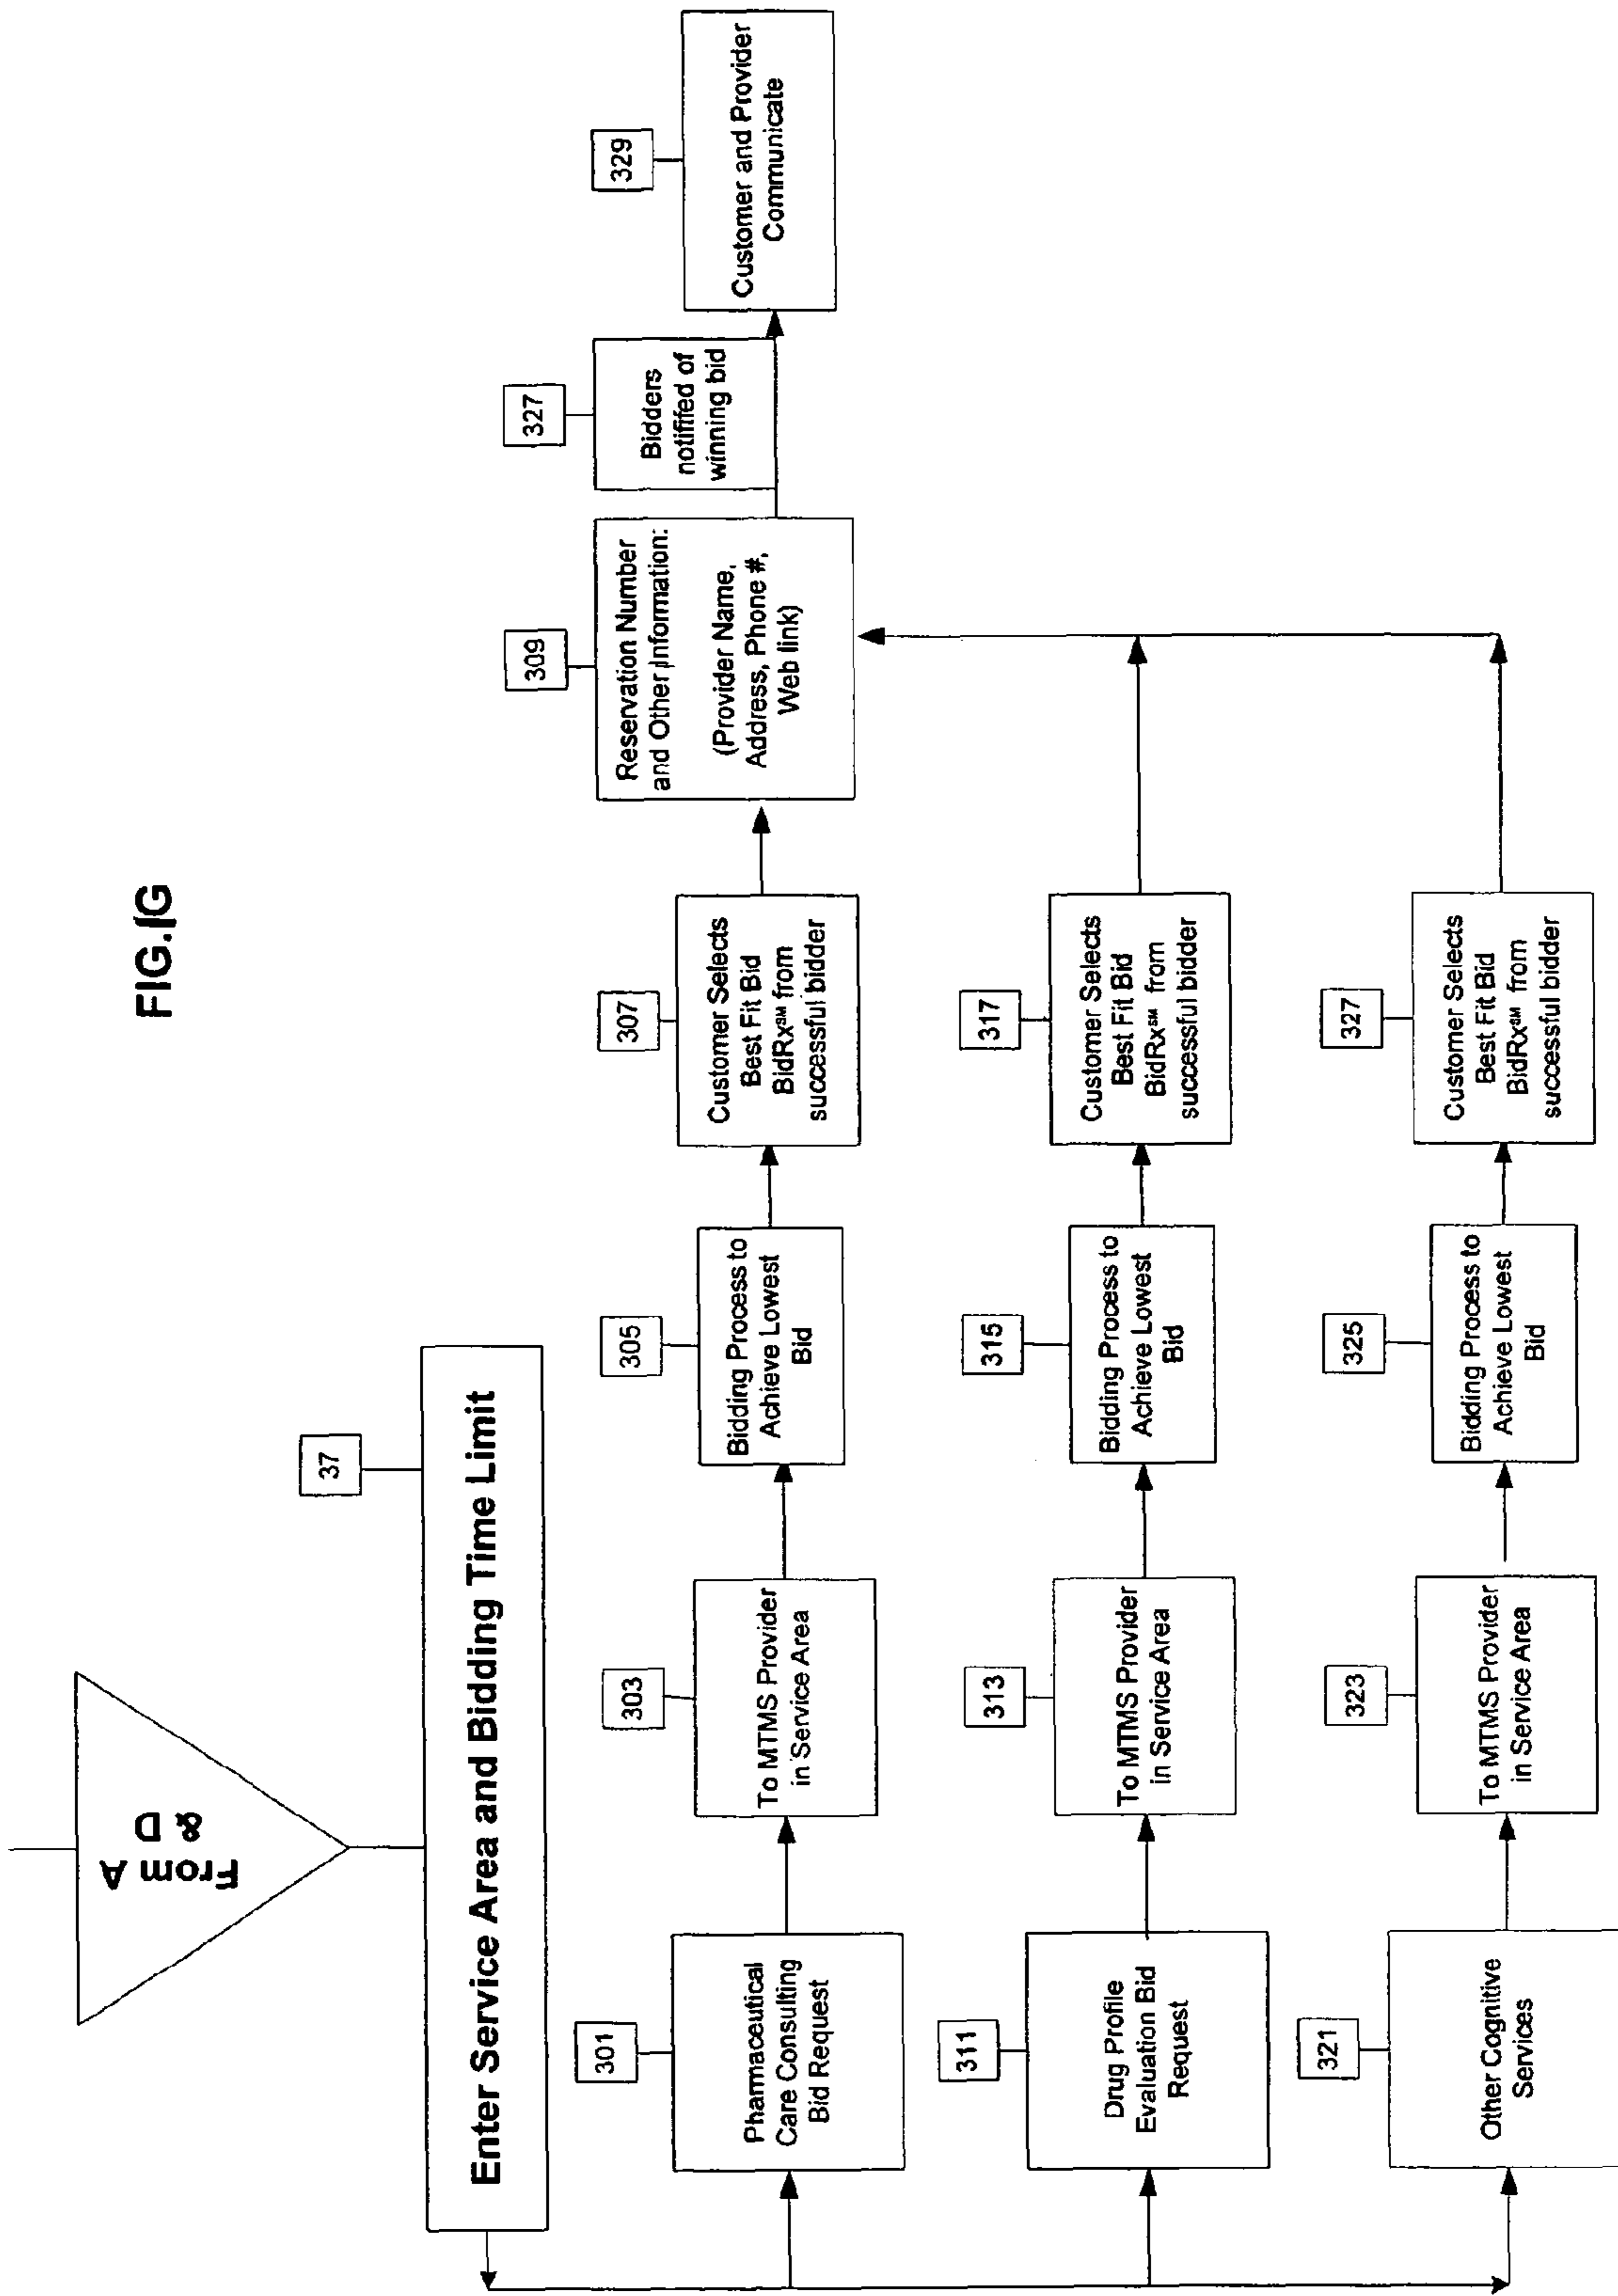 FIG.1G
From A
& D
37
Enter Service Area and Bidding Time Limit
301
Pharmaceutical
Care Consulting
Bid Request
303
To MTMS Provider
in Service Area
305
Bidding Process to
Achieve Lowest
Bid
307
Customer Selects
Best Fit Bid
BidRx℠ from
successful bidder
309
Reservation Number
and Other Information:
(Provider Name,
Address, Phone #,
Web link)
327
Bidders
notififed of
winning bid
329
Customer and Provider
Communicate
311
Drug Profile
Evaluation Bid
Request
313
To MTMS Provider
in Service Area
315
Bidding Process to
Achieve Lowest
Bid
317
Customer Selects
Best Fit Bid
BidRx℠ from
successful bidder
321
Other Cognitive
Services
323
To MTMS Provider
in Service Area
325
Bidding Process to
Achieve Lowest
Bid
327
Customer Selects
Best Fit Bid
BidRx℠ from
successful bidder